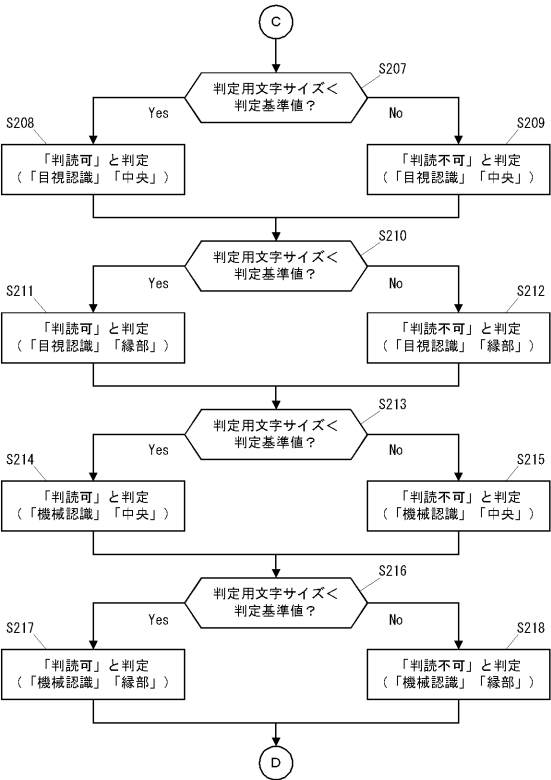 C
S207
判定用文字サイズ<
判定基準値？
Yes
No
S208
S209
「判読可」と判定
(「目視認識」「中央」)
「判読不可」と判定
(「目視認識」「中央」)
S210
判定用文字サイズ<
判定基準値？
Yes
No
S211
S212
「判読可」と判定
(「目視認識」「縁部」)
「判読不可」と判定
(「目視認識」「縁部」)
S213
判定用文字サイズ<
判定基準値？
Yes
No
S214
S215
「判読可」と判定
(「機械認識」「中央」)
「判読不可」と判定
(「機械認識」「中央」)
S216
判定用文字サイズ<
判定基準値？
Yes
No
S217
S218
「判読可」と判定
(「機械認識」「縁部」)
「判読不可」と判定
(「機械認識」「縁部」)
D